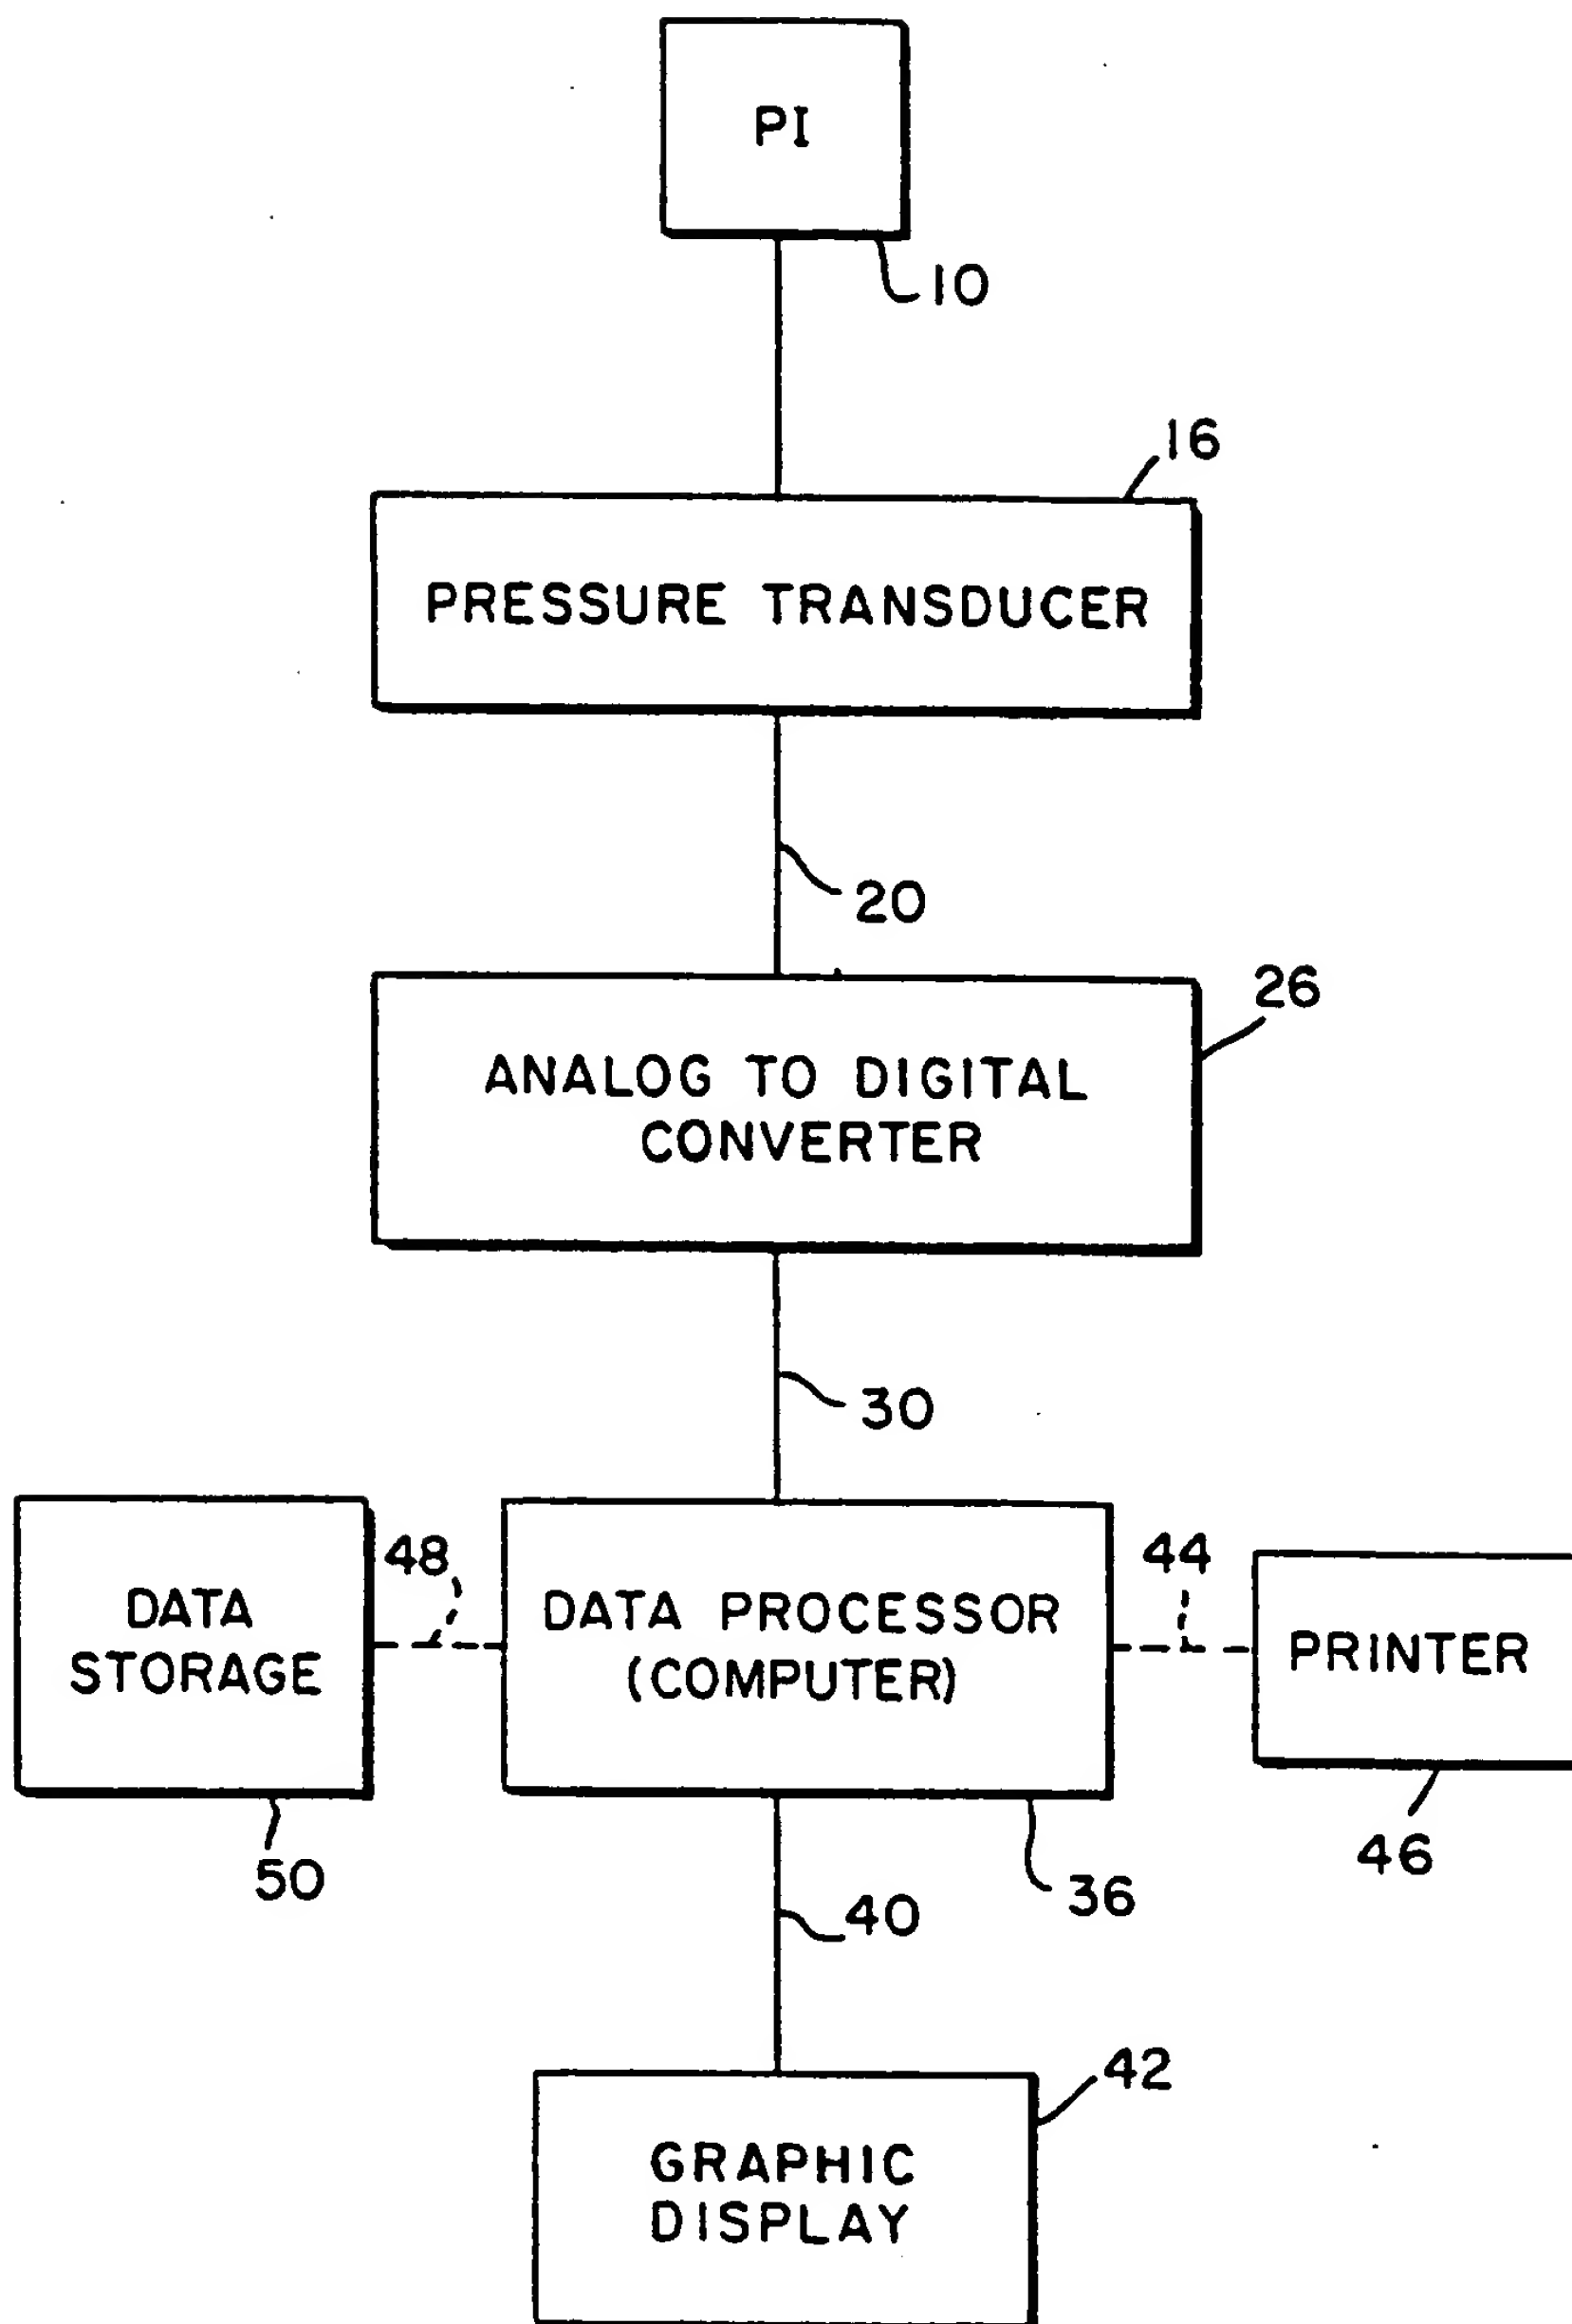 PI
10
16
PRESSURE TRANSDUCER
20
26
ANALOG TO DIGITAL
CONVERTER
30
48
44
DATA
STORAGE
DATA PROCESSOR
(COMPUTER)
PRINTER
50
36
46
40
42
GRAPHIC
DISPLAY